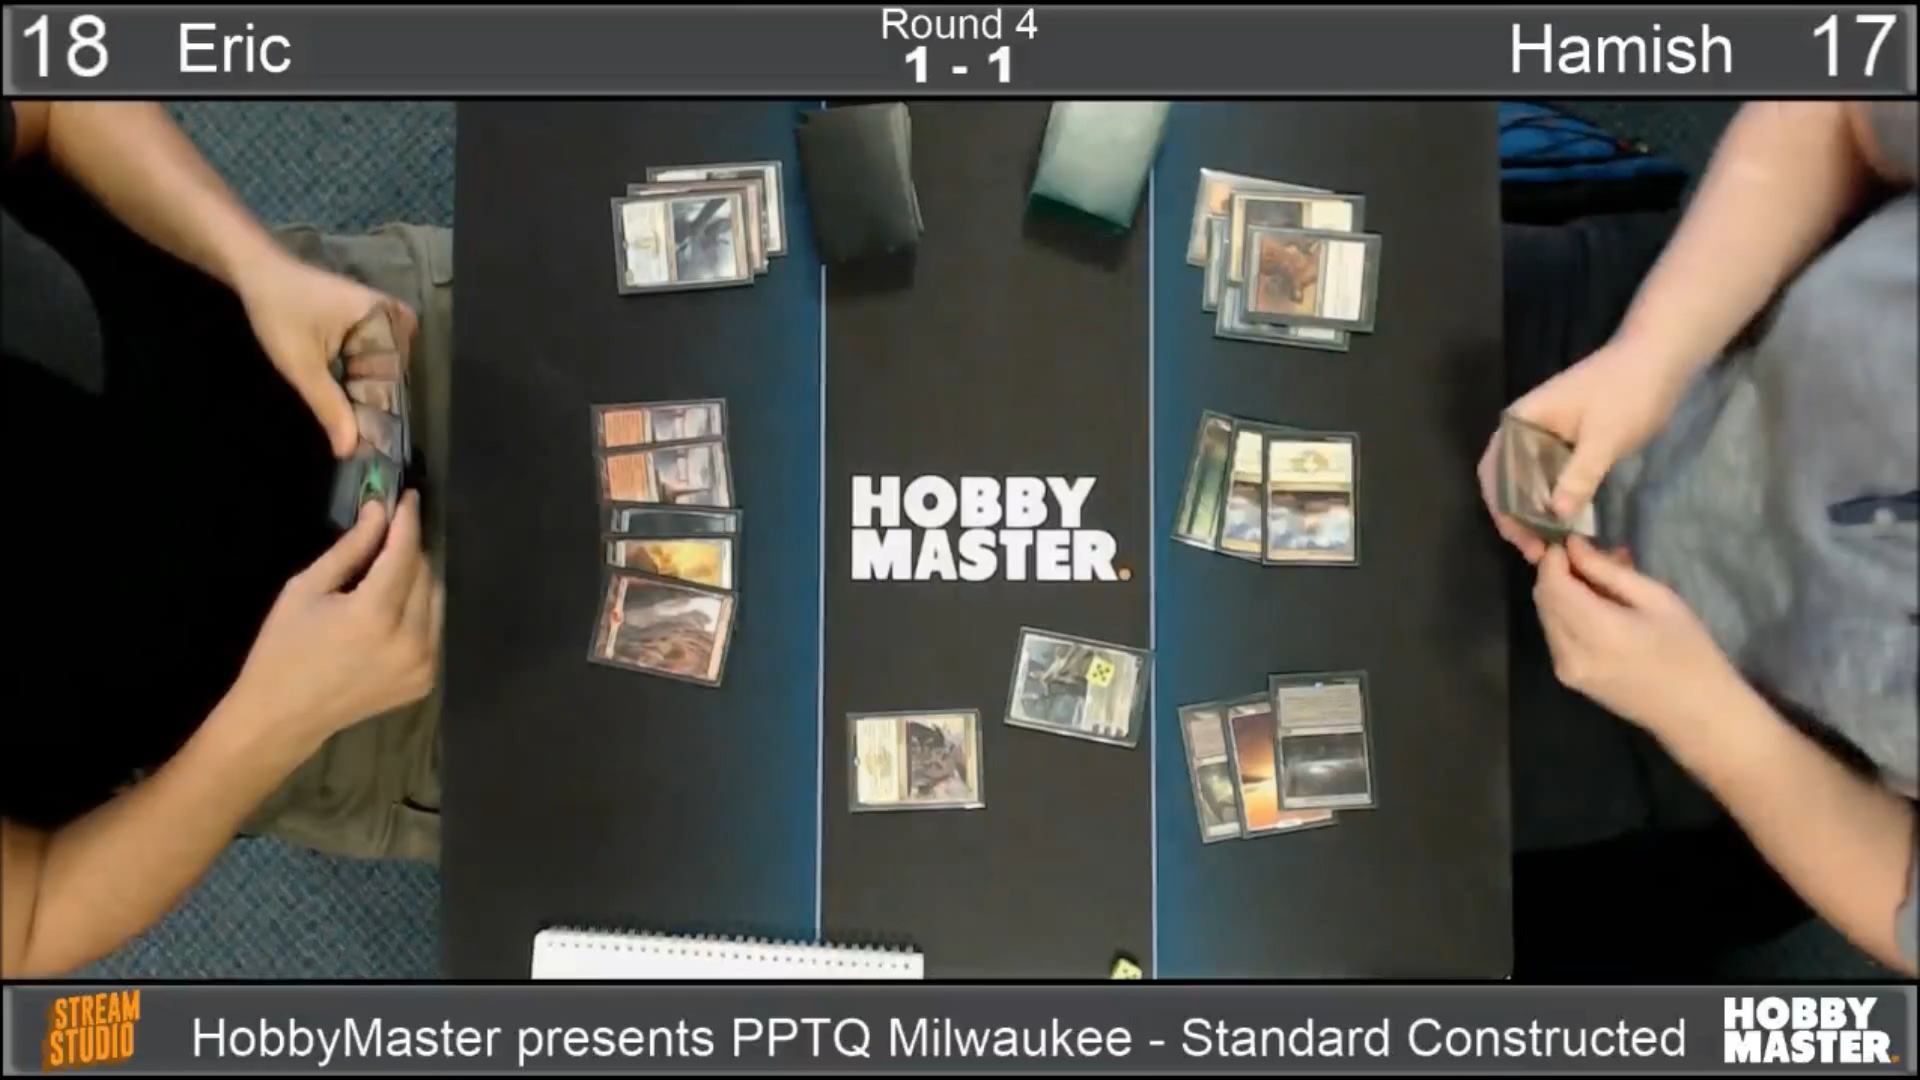 18 Eric
Round 4
1 - 1
Hamish 17
HOBBY
MASTER.
STREAM
STUDIO
HobbyMaster presents PPTQ Milwaukee - Standard Constructed
HOBBY
MASTER.